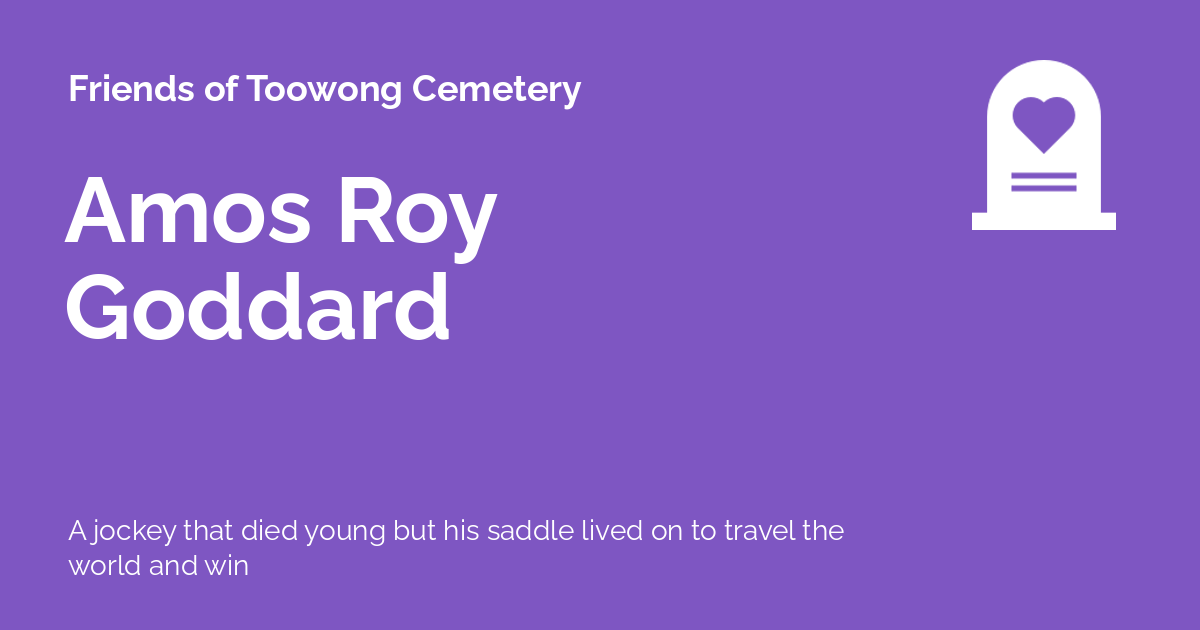 Friends of Toowong Cemetery
Amos Roy
Goddard
A jockey that died young but his saddle lived on to travel the
world and win